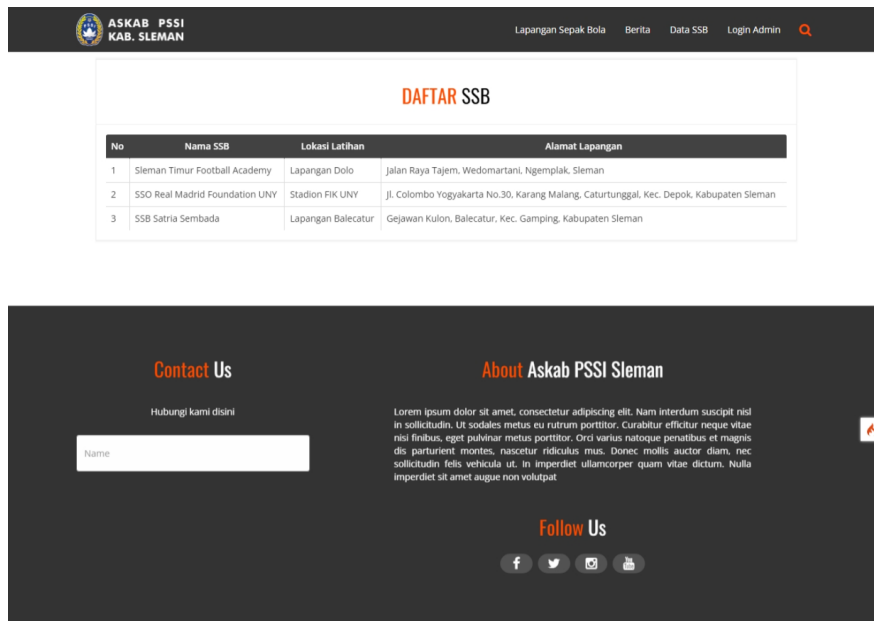 ASKAB PSSI
KAB. SLEMAN
Lapangan Sepak Bola Berita Data SSB Login Admin
DAFTAR SSB
No Nama SSB Lokasi Latihan Alamat Lapangan
1 Sleman Timur Football Academy Lapangan Dolo Jalan Raya Tajem, Wedomartani, Ngemplak, Sleman
2 SSO Real Madrid Foundation UNY Stadion FIK UNY Jl. Colombo Yogyakarta No.30, Karang Malang, Caturtunggal, Kec. Depok, Kabupaten Sleman
3 SSB Satria Sembada Lapangan Balecatur Gejawan Kulon, Balecatur, Kec. Gamping, Kabupaten Sleman
Contact Us
Hubungi kami disini
Name
About Askab PSSI Sleman
Lorem ipsum dolor sit amet, consectetur adipiscing elit. Nam interdum suscipit nisl
in sollicitudin. Ut sodales metus eu rutrum porttitor. Curabitur efficitur neque vitae
nisi finibus, eget pulvinar metus porttitor. Orci varius natoque penatibus et magnis
dis parturient montes, nascetur ridiculus mus. Donec mollis auctor diam, nec
sollicitudin felis vehicula ut. In imperdiet ullamcorper quam vitae dictum. Nulla
imperdiet sit amet augue non volutpat
Follow Us
You Tube